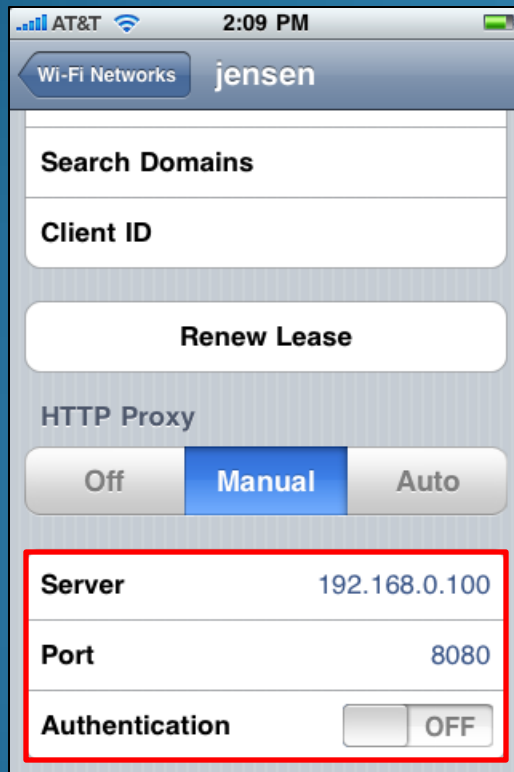 AT&T 2:09 PM
Wi-Fi Networks jensen
Search Domains
Client ID
Renew Lease
HTTP Proxy
Off Manual Auto
Server 192.168.0.100
Port 8080
Authentication OFF